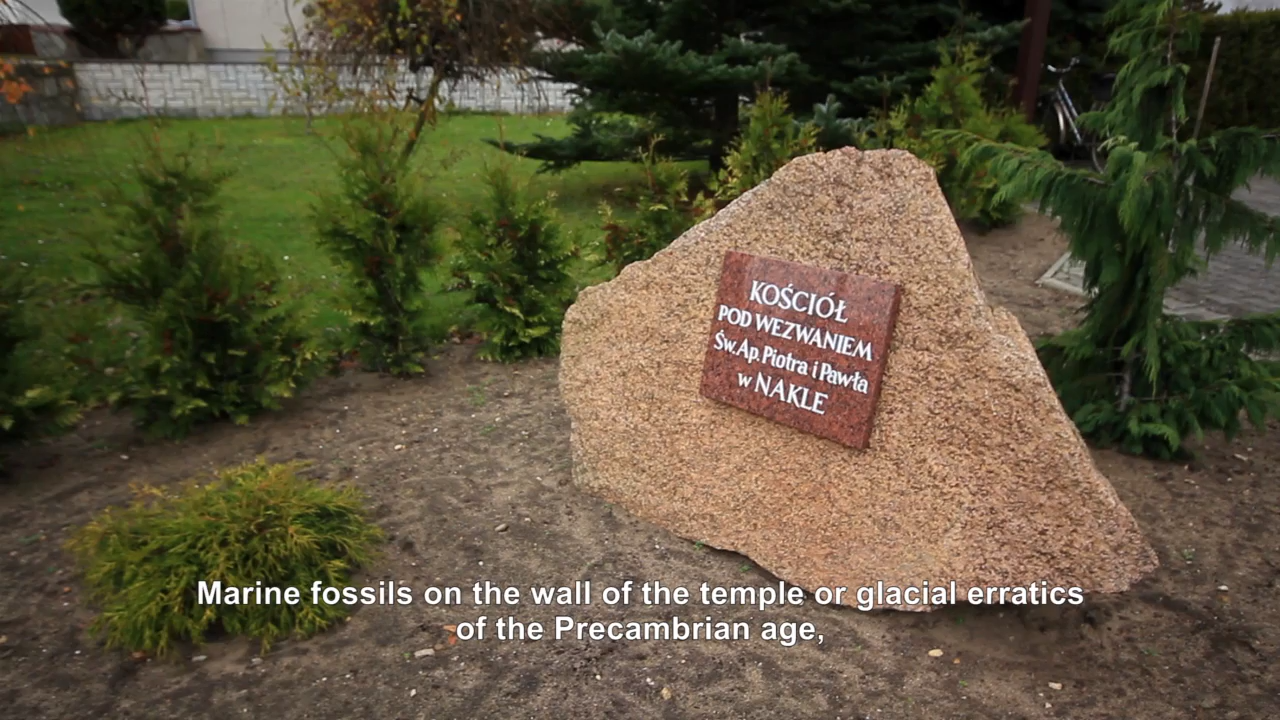 KOŚCIÓŁ
POD WEZWANIEM
Św.Ap.Piotra i Pawła
w NAKLE
Marine fossils on the wall of the temple or glacial erratics
of the Precambrian age,